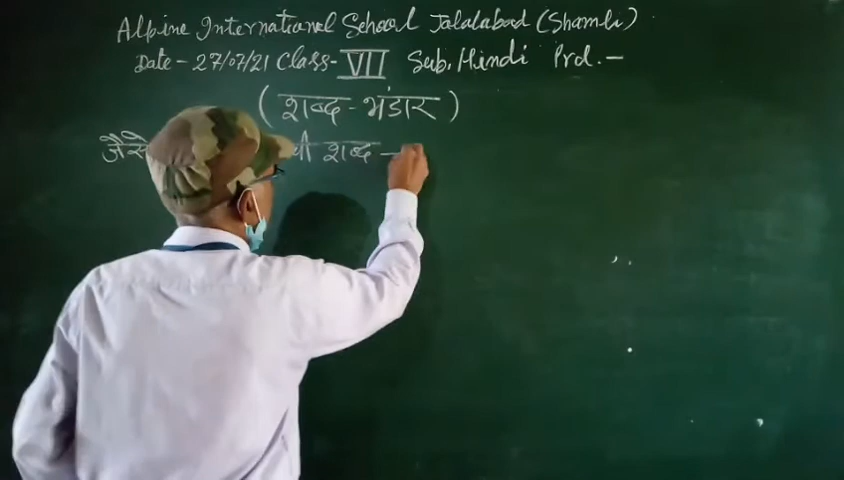 Alpine International School Jalalabad (Shamli)
Date - 27/07/21 Class - VII Sub. Hindi Prd. -
(शब्द - भंडार)
जैसे शब्द -